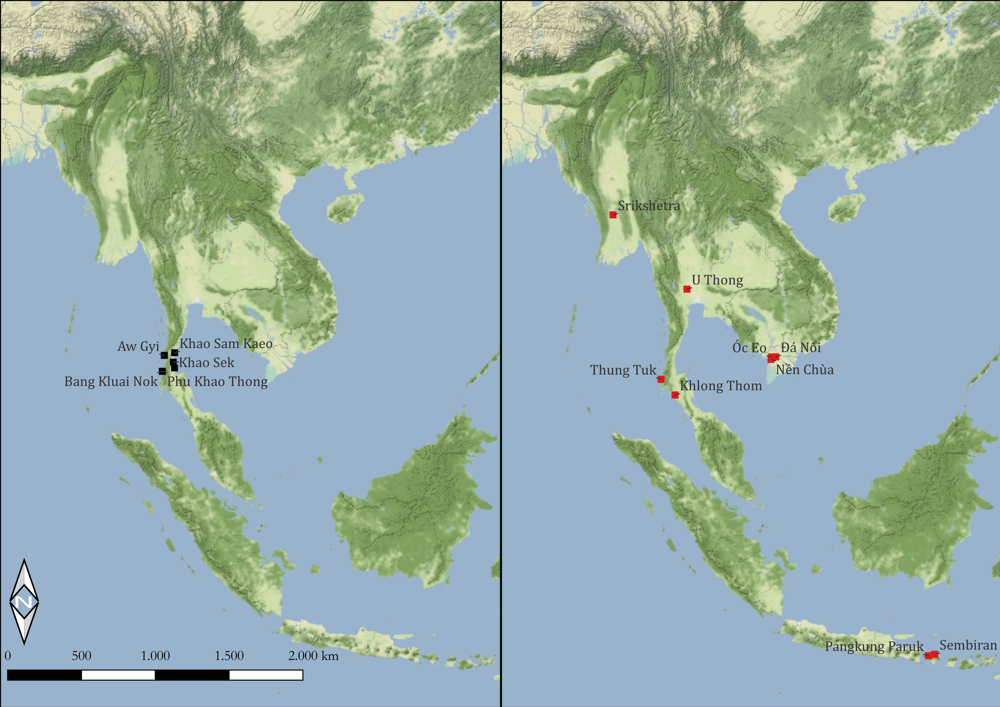 Aw Gyi
Khao Sam Kaeo
Khao Sek
Bang Kluai Nok
Phu Khao Thong
N
0 500 1.000 1.500 2.000 km
Srikshetra
U Thong
Óc Eo
Đá Nổi
Nền Chùa
Thung Tuk
Khlong Thom
Pangkung Paruk
Sembiran